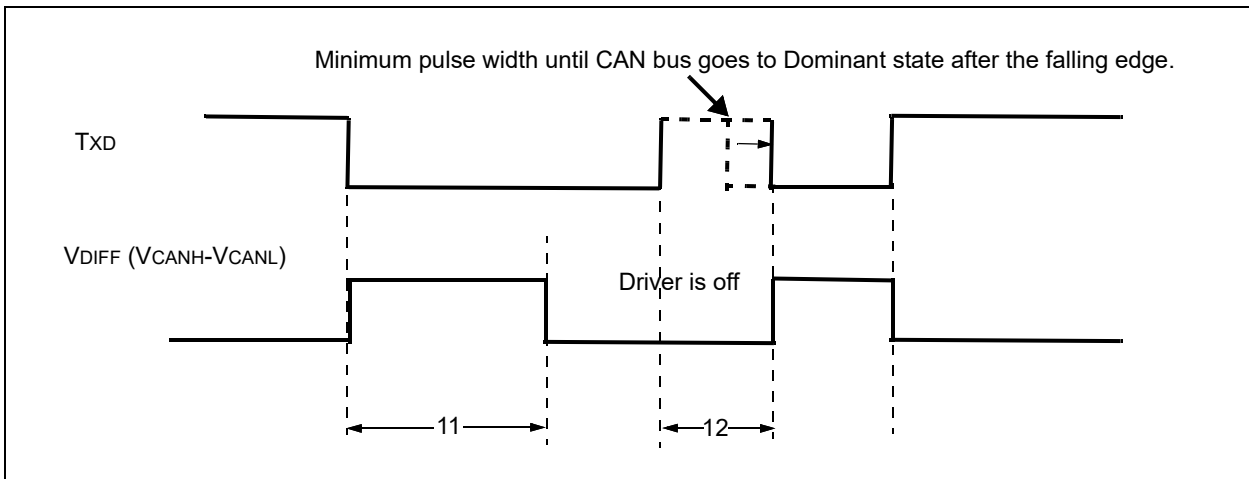 Minimum pulse width until CAN bus goes to Dominant state after the falling edge.
TXD
VDIFF (VCANH-VCANL)
Driver is off
11
12